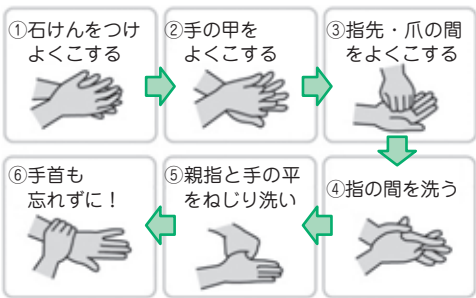 ①石けんをつけ
よくこする
②手の甲を
よくこする
③指先・爪の間
をよくこする
④指の間を洗う
⑤親指と手の平
をねじり洗い
⑥手首も
忘れずに！